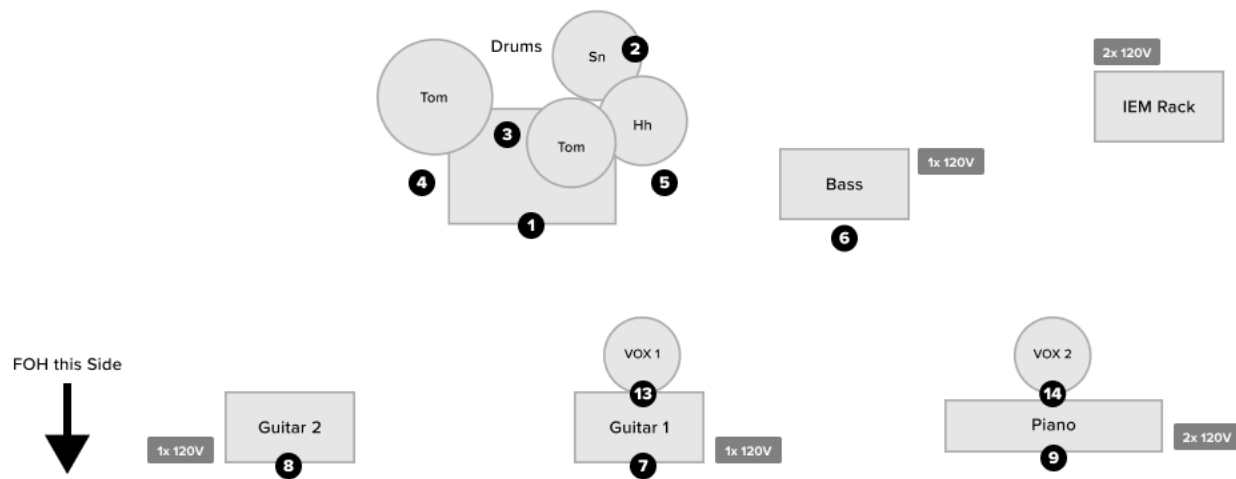 Drums
Sn
2
2x 120V
Tom
IEM Rack
3
Tom
Hh
4
5
1
Bass
1x 120V
6
FOH this Side
VOX 1
VOX 2
13
14
Guitar 2
Guitar 1
Piano
1x 120V
1x 120V
2x 120V
8
7
9